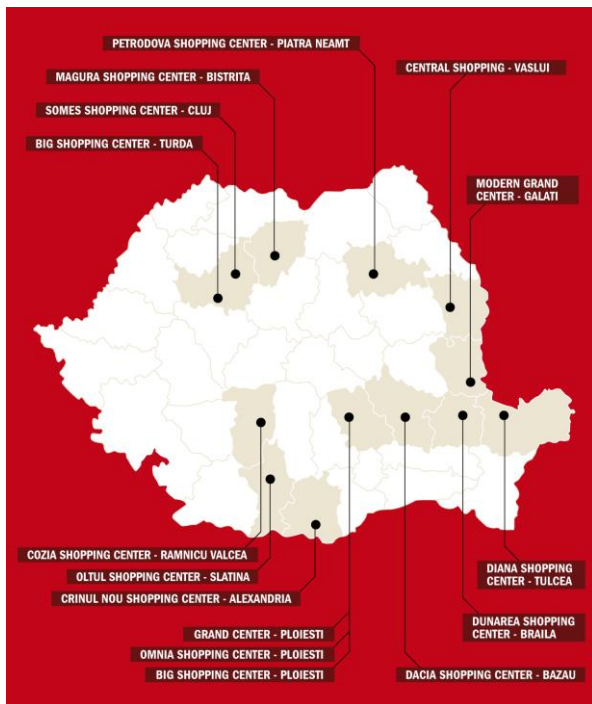 PETRODOVA SHOPPING CENTER - PIATRA NEAMT
CENTRAL SHOPPING - VASLUI
MAGURA SHOPPING CENTER - BISTRITA
SOMES SHOPPING CENTER - CLUJ
BIG SHOPPING CENTER - TURDA
MODERN GRAND
CENTER - GALATI
COZIA SHOPPING CENTER - RAMNICU VALCEA
OLTUL SHOPPING CENTER - SLATINA
CRINUL NOU SHOPPING CENTER - ALEXANDRIA
GRAND CENTER - PLOIESTI
OMNIA SHOPPING CENTER - PLOIESTI
BIG SHOPPING CENTER - PLOIESTI
DIANA SHOPPING
CENTER - TULCEA
DUNAREA SHOPPING
CENTER - BRAILA
DACIA SHOPPING CENTER - BAZAU